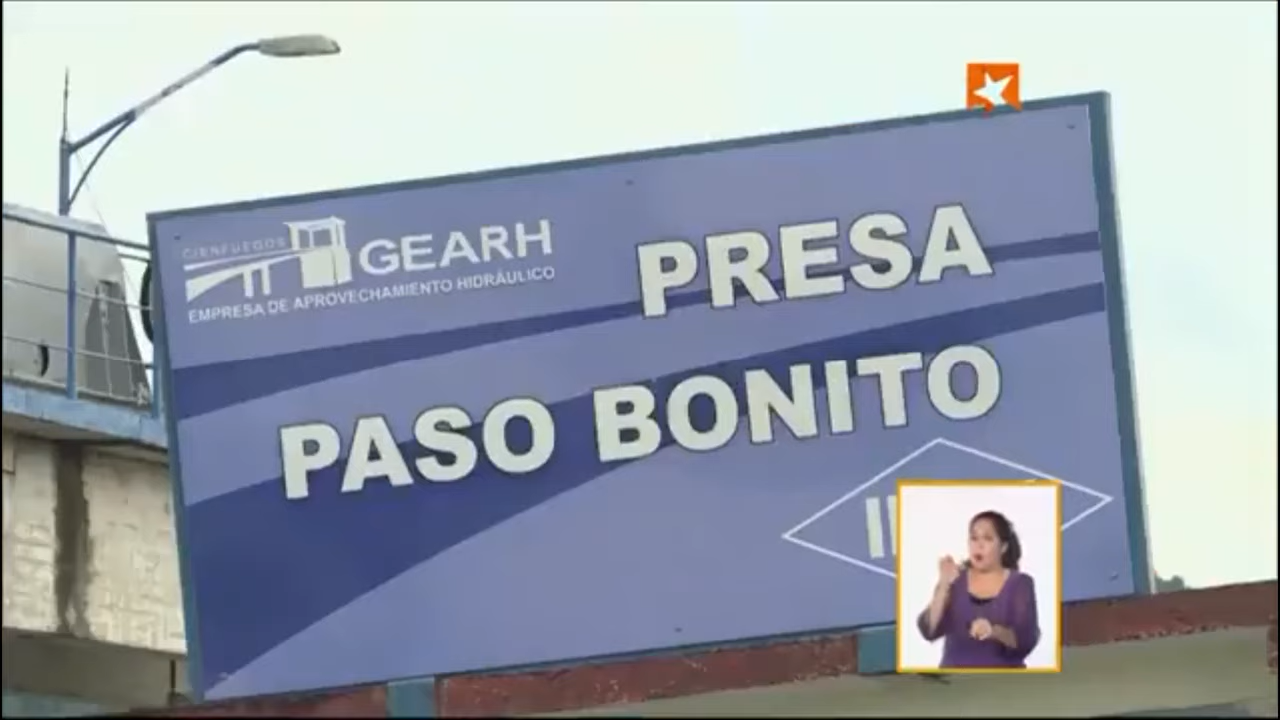 CIENFUEGOS
GEARH
EMPRESA DE APROVECHAMIENTO HIDRÁULICO
PRESA
PASO BONITO